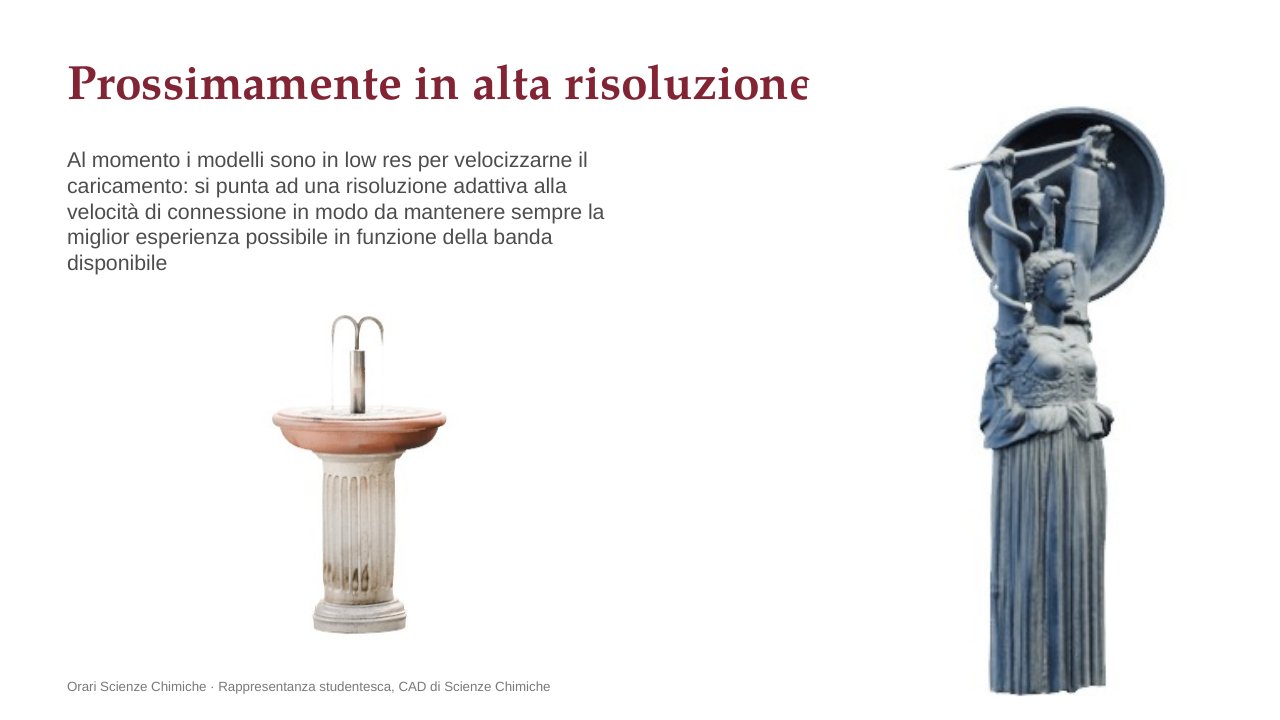 Prossimamente in alta risoluzione
Al momento i modelli sono in low res per velocizzarne il
caricamento: si punta ad una risoluzione adattiva alla
velocità di connessione in modo da mantenere sempre la
miglior esperienza possibile in funzione della banda
disponibile
Orari Scienze Chimiche · Rappresentanza studentesca, CAD di Scienze Chimiche